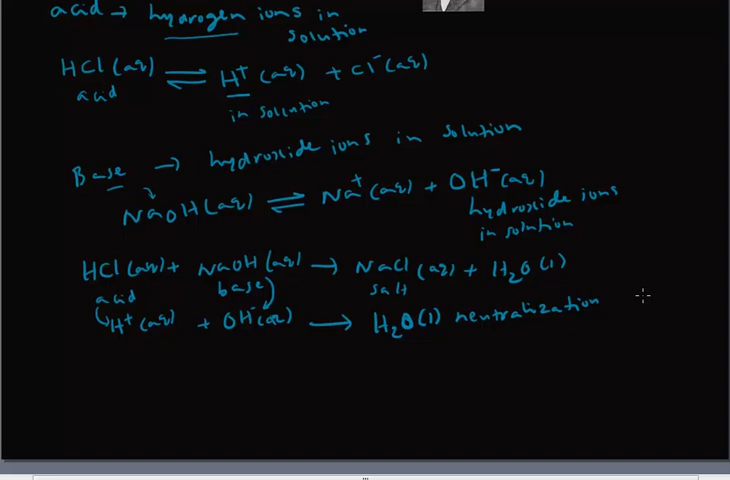 acid → hydrogen ions in
solution
HCl (aq) ⇌ H⁺ (aq) + Cl⁻ (aq)
acid
in solution
Base → hydroxide ions in solution
NaOH (aq) ⇌ Na⁺ (aq) + OH⁻ (aq)
hydroxide ions
in solution
HCl (aq) + NaOH (aq) → NaCl (aq) + H₂O (l)
acid base salt
H⁺ (aq) + OH⁻ (aq) → H₂O (l) neutralization